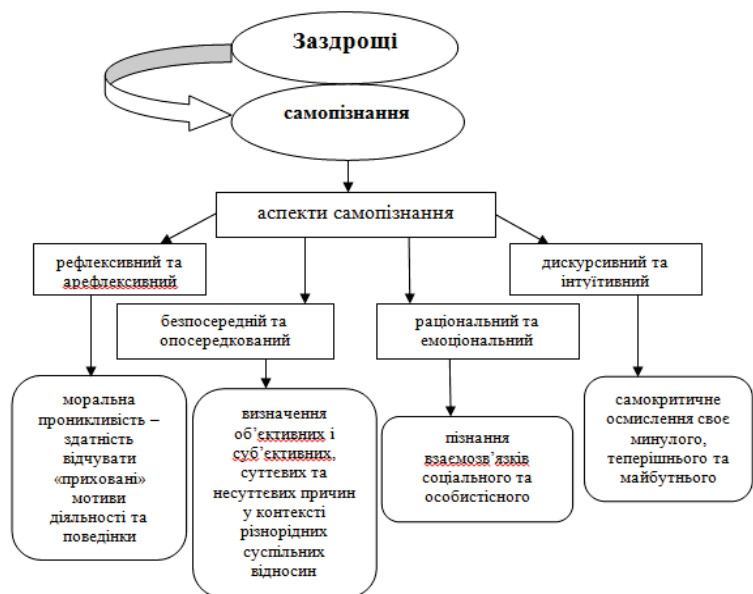 Заздрощі
самопізнання
аспекти самопізнання
рефлексивний та
арефлексивний
дискурсивний та
інтуїтивний
безпосередній та
опосередкований
раціональний та
емоціональний
моральна
проникливість –
здатність
відчувати
«приховані»
мотиви
діяльності та
поведінки
визначення
об’єктивних і
суб’єктивних,
суттєвих та
несуттєвих причин
у контексті
різнорідних
суспільних
відносин
пізнання
взаємозв’язків
соціального та
особистісного
самокритичне
осмислення своє
минулого,
теперішнього та
майбутнього